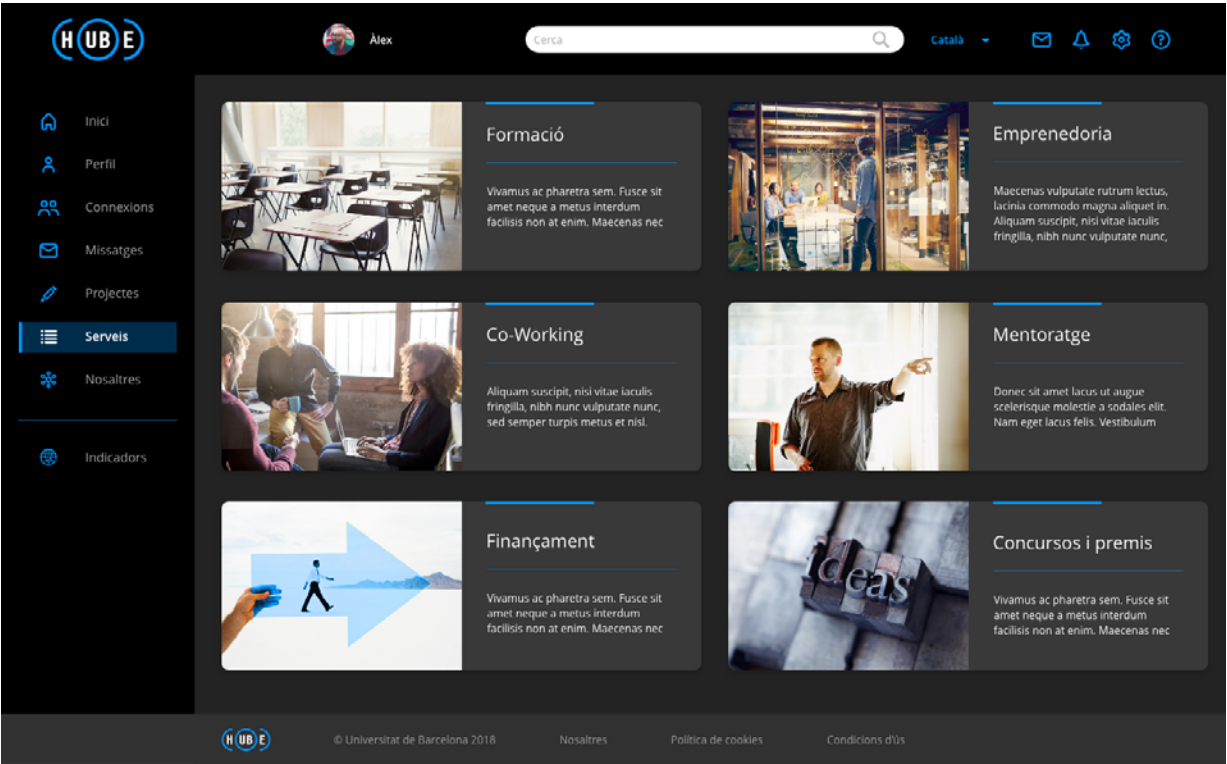 HUBE
Àlex
Cerca
Català
Inici
Perfil
Connexions
Missatges
Projectes
Serveis
Nosaltres
Indicadors
Formació
Vivamus ac pharetra sem. Fusce sit
amet neque a metus interdum
facilisis non at enim. Maecenas nec
Emprenedoria
Maecenas vulputate rutrum lectus,
lacinia commodo magna aliquet in.
Aliquam suscipit, nisi vitae iaculis
fringilla, nibh nunc vulputate nunc,
Co-Working
Aliquam suscipit, nisi vitae iaculis
fringilla, nibh nunc vulputate nunc,
sed semper turpis metus et nisl.
Mentoratge
Donec sit amet lacus ut augue
scelerisque molestie a sodales elit.
Nam eget lacus felis. Vestibulum
Finançament
Vivamus ac pharetra sem. Fusce sit
amet neque a metus interdum
facilisis non at enim. Maecenas nec
ideas
Concursos i premis
Vivamus ac pharetra sem. Fusce sit
amet neque a metus interdum
facilisis non at enim. Maecenas nec
HUBE
© Universitat de Barcelona 2018
Nosaltres
Política de cookies
Condicions d'ús